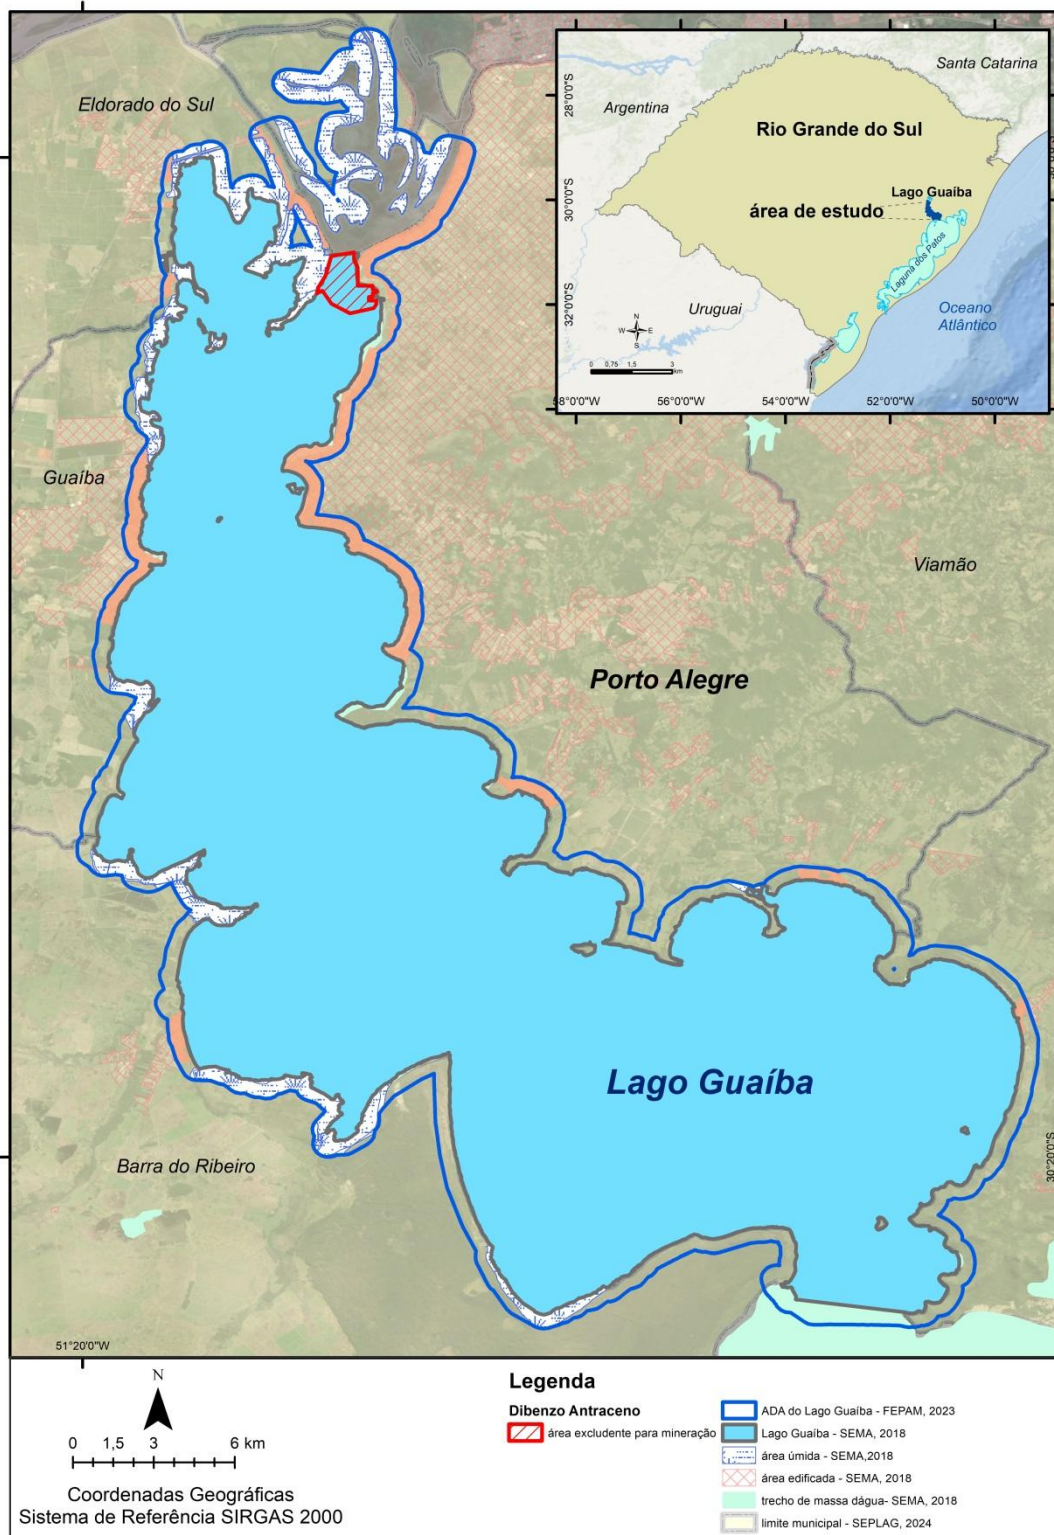 Eldorado do Sul
Guaíba
Viamão
Porto Alegre
Lago Guaíba
Barra do Ribeiro
30°20'0"S
51°20'0"W
Santa Catarina
Argentina
Rio Grande do Sul
Lago Guaíba
área de estudo
Laguna dos Patos
Uruguai
Oceano
Atlântico
N
W E
S
0 0,75 1,5 3
km
28°0'0"S
30°0'0"S
32°0'0"S
58°0'0"W 56°0'0"W 54°0'0"W 52°0'0"W 50°0'0"W
N
0 1,5 3 6 km
Coordenadas Geográficas
Sistema de Referência SIRGAS 2000
Legenda
Dibenzo Antraceno
área excludente para mineração
ADA do Lago Guaíba - FEPAM, 2023
Lago Guaíba - SEMA, 2018
área úmida - SEMA,2018
área edificada - SEMA, 2018
trecho de massa dágua- SEMA, 2018
limite municipal - SEPLAG, 2024